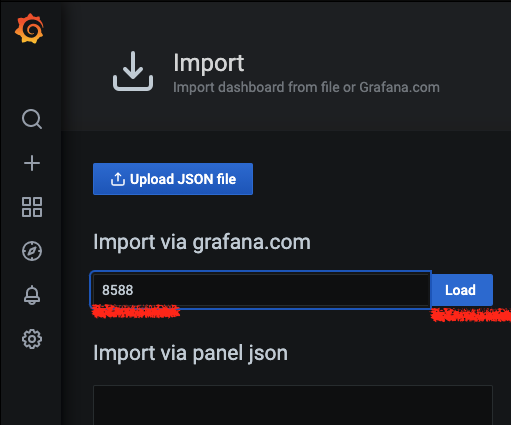 Import
Import dashboard from file or Grafana.com
Upload JSON file
Import via grafana.com
8588
Load
Import via panel json